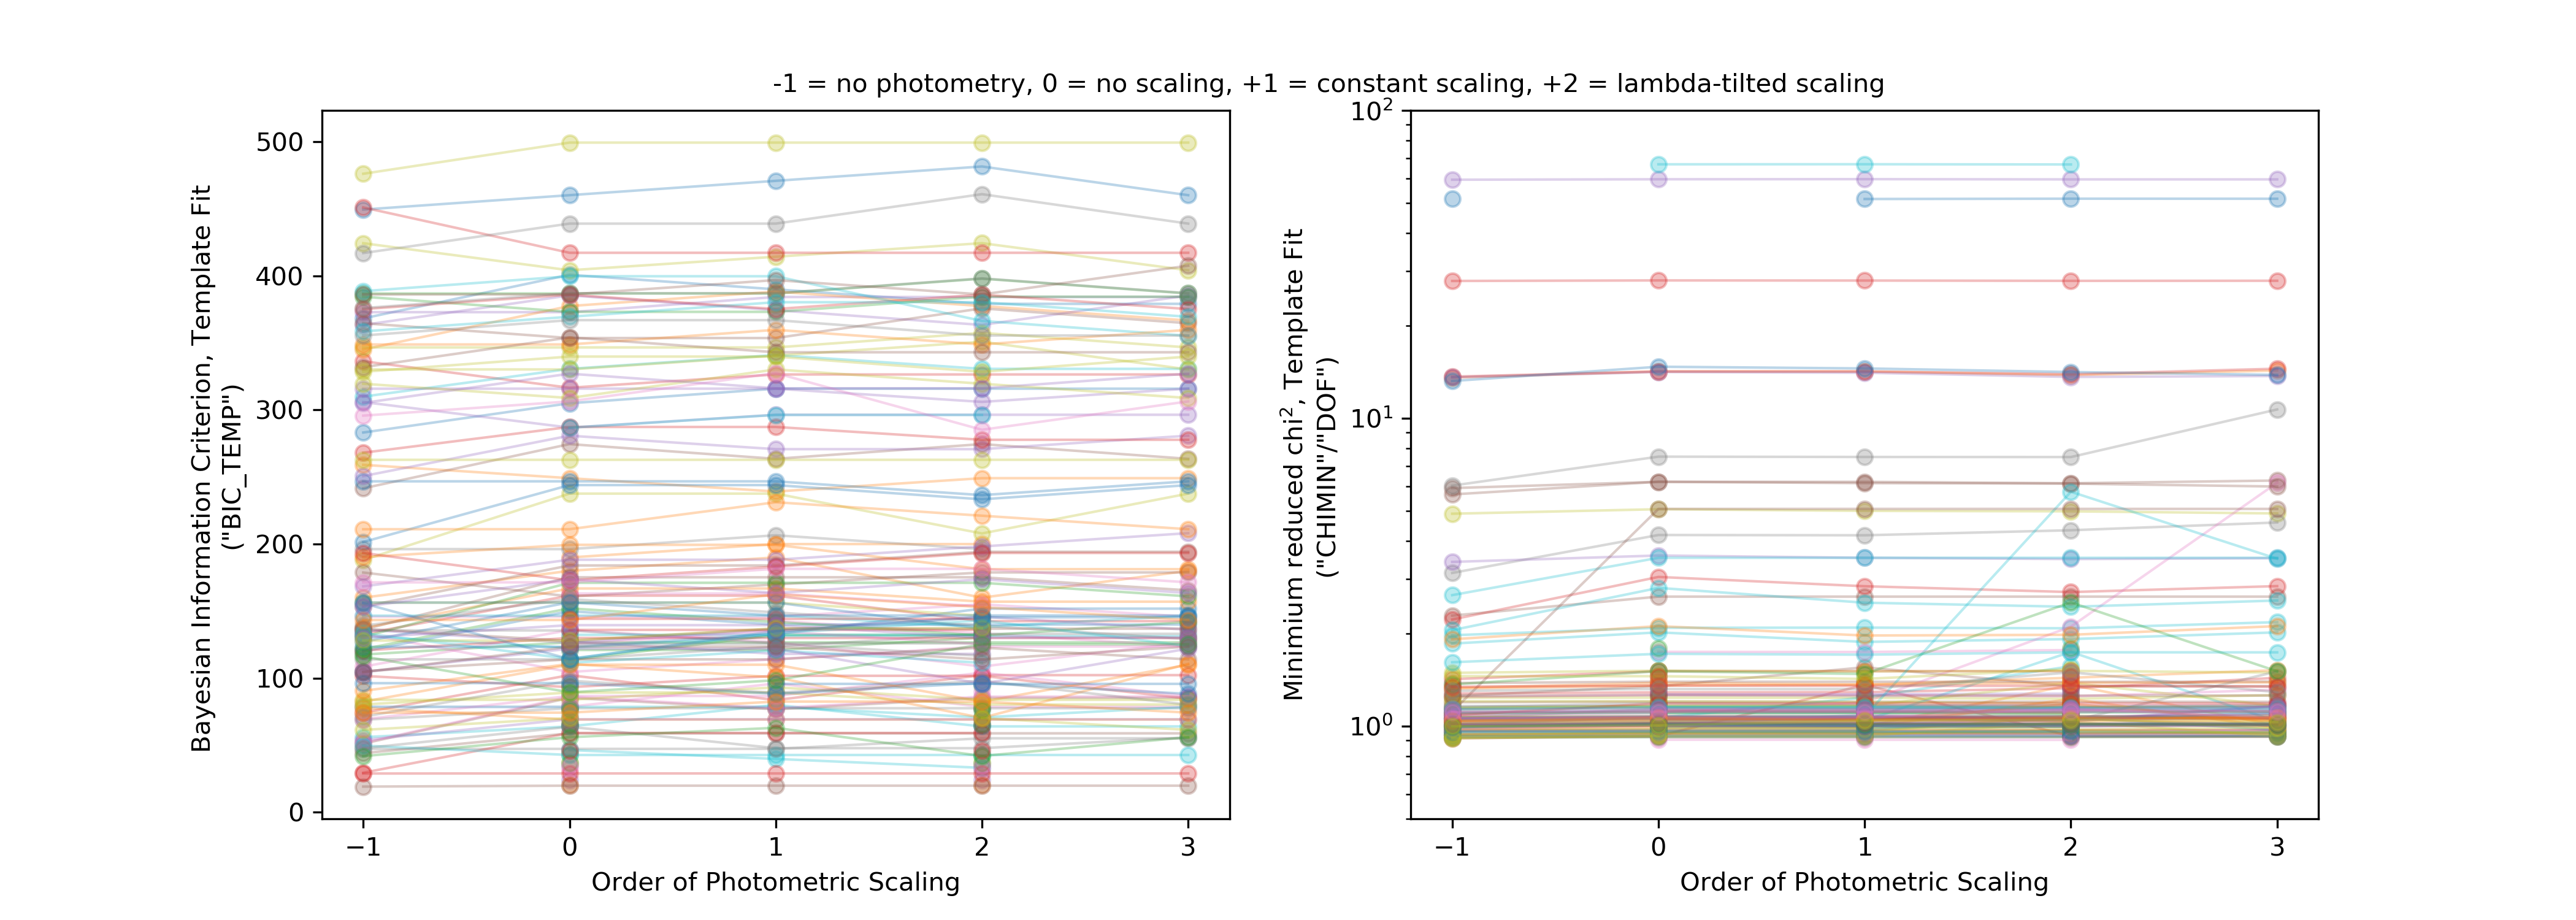 -1 = no photometry, 0 = no scaling, +1 = constant scaling, +2 = lambda-tilted scaling
Bayesian Information Criterion, Template Fit
("BIC_TEMP")
500
400
300
200
100
0
−1 0 1 2 3
Order of Photometric Scaling
Minimium reduced chi², Template Fit
("CHIMIN"/"DOF")
10²
10¹
10⁰
−1 0 1 2 3
Order of Photometric Scaling